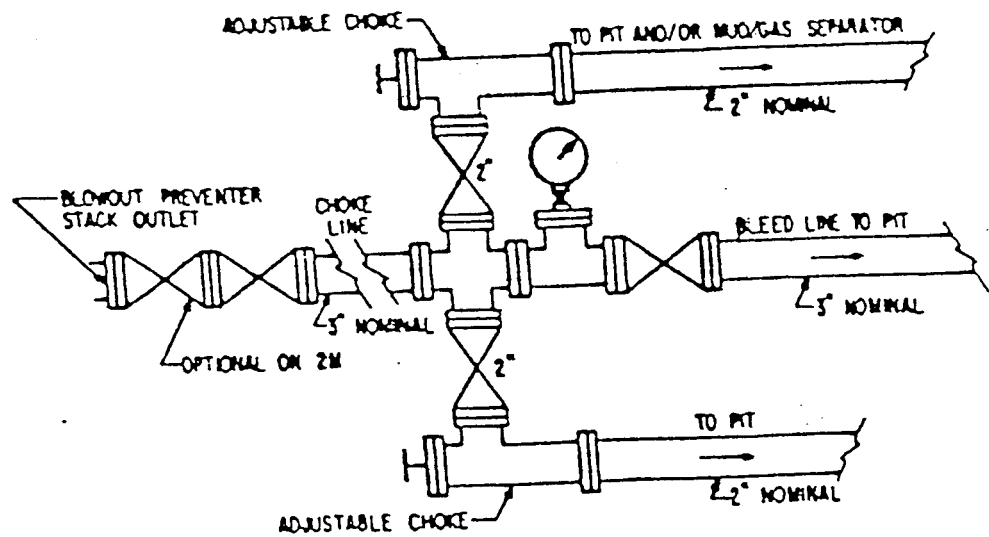 ADJUSTABLE CHOKE
TO PIT AND/OR MUD/GAS SEPARATOR
2" NOMINAL
2"
BLOWOUT PREVENTER
STACK OUTLET
CHOKE
LINE
BLEED LINE TO PIT
3" NOMINAL
3" NOMINAL
OPTIONAL ON 2M
2"
TO PIT
2" NOMINAL
ADJUSTABLE CHOKE